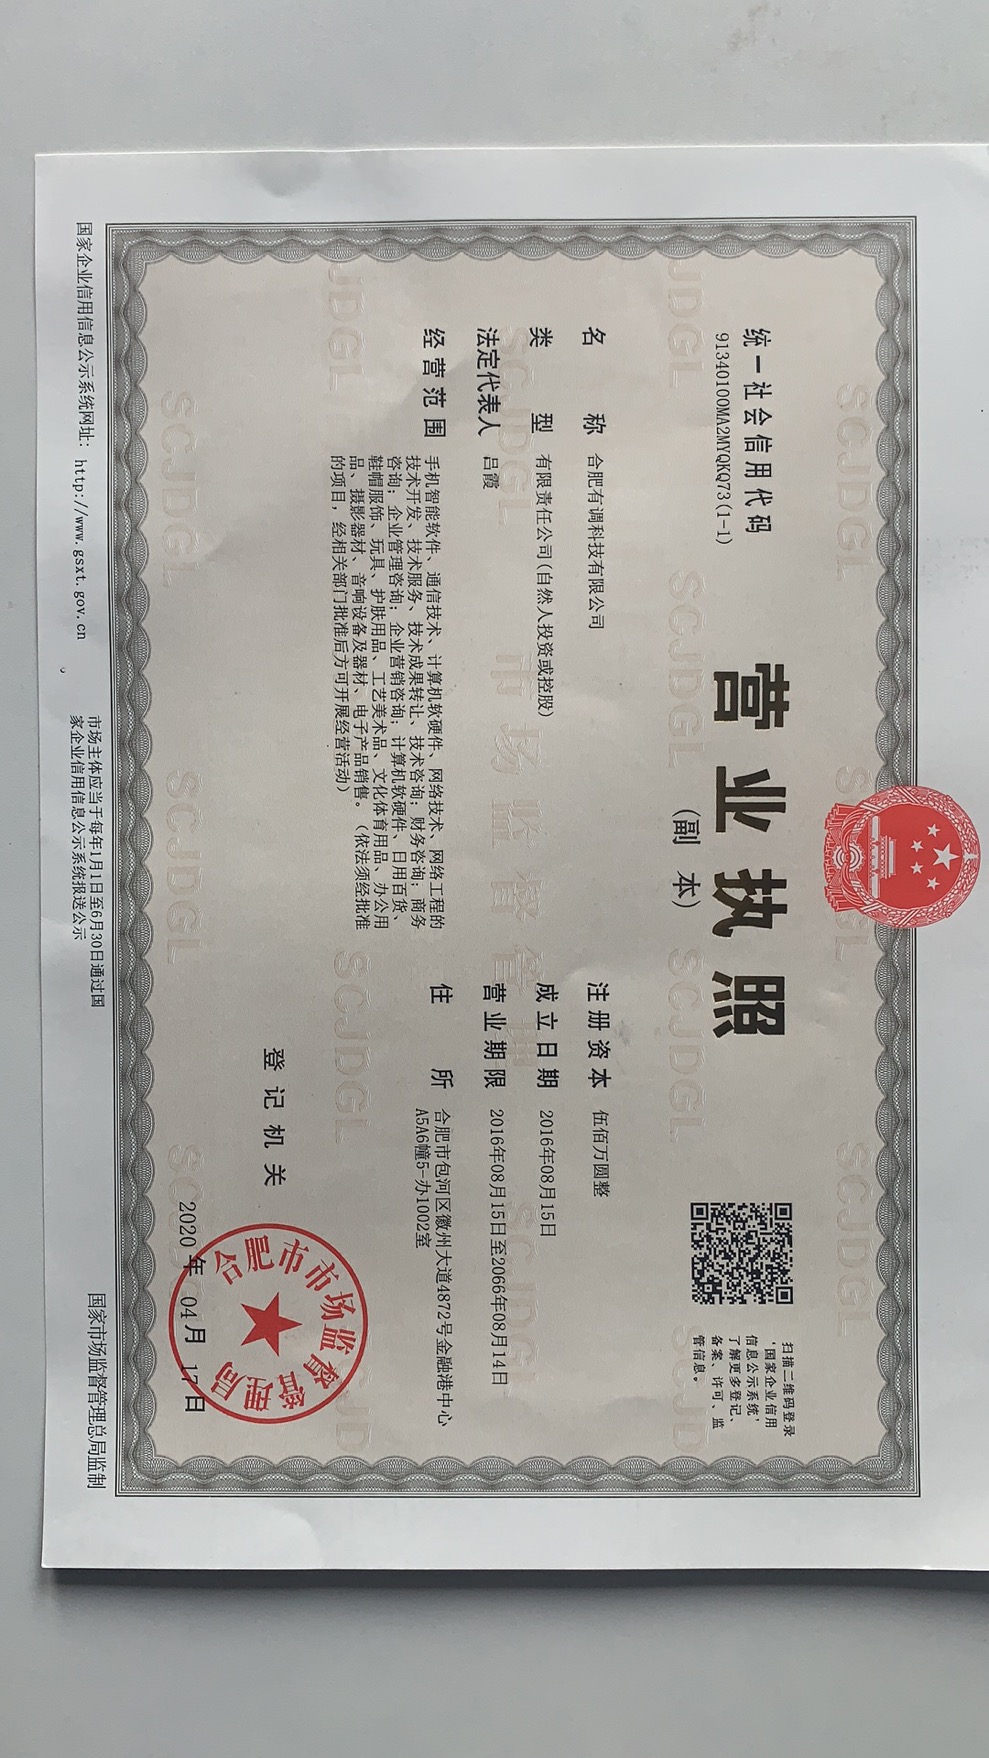 统一社会信用代码
91340100MA2MYQKQ73(1-1)
营业执照
(副 本)
扫描二维码登录
'国家企业信用
信息公示系统'
了解更多登记、
备案、许可、监
管信息。
名 称 合肥有调科技有限公司
类 型 有限责任公司(自然人投资或控股)
法定代表人 吕霞
经营范围 手机智能软件、通信技术、计算机软硬件、网络技术、网络工程的
技术开发、技术服务、技术成果转让、技术咨询；财务咨询；商务
咨询；企业管理咨询；企业营销咨询；计算机软硬件、日用百货、
鞋帽服饰、玩具、护肤用品、工艺美术品、文化体育用品、办公用
品、摄影器材、音响设备及器材、电子产品销售。（依法须经批准
的项目，经相关部门批准后方可开展经营活动）
注册资本 伍佰万圆整
成立日期 2016年08月15日
营业期限 2016年08月15日至2066年08月14日
住 所 合肥市包河区徽州大道4872号金融港中心
A5A6幢5-办1002室
登记机关
合肥市市场监督管理局
2020 年 04 月 17 日
SCJDGL
市场监督管理
国家企业信用信息公示系统网址：http://www.gsxt.gov.cn
市场主体应当于每年1月1日至6月30日通过国
家企业信用信息公示系统报送公示
国家市场监督管理总局监制